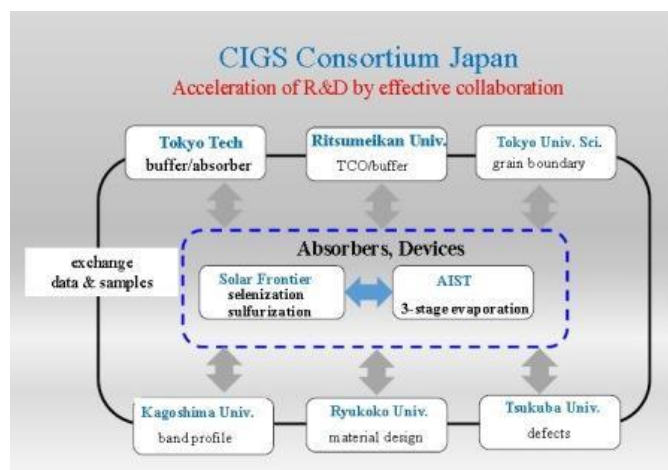 CIGS Consortium Japan
Acceleration of R&D by effective collaboration
Tokyo Tech
buffer/absorber
Ritsumeikan Univ.
TCO/buffer
Tokyo Univ. Sci.
grain boundary
exchange
data & samples
Absorbers, Devices
Solar Frontier
selenization
sulfurization
AIST
3-stage evaporation
Kagoshima Univ.
band profile
Ryukoko Univ.
material design
Tsukuba Univ.
defects